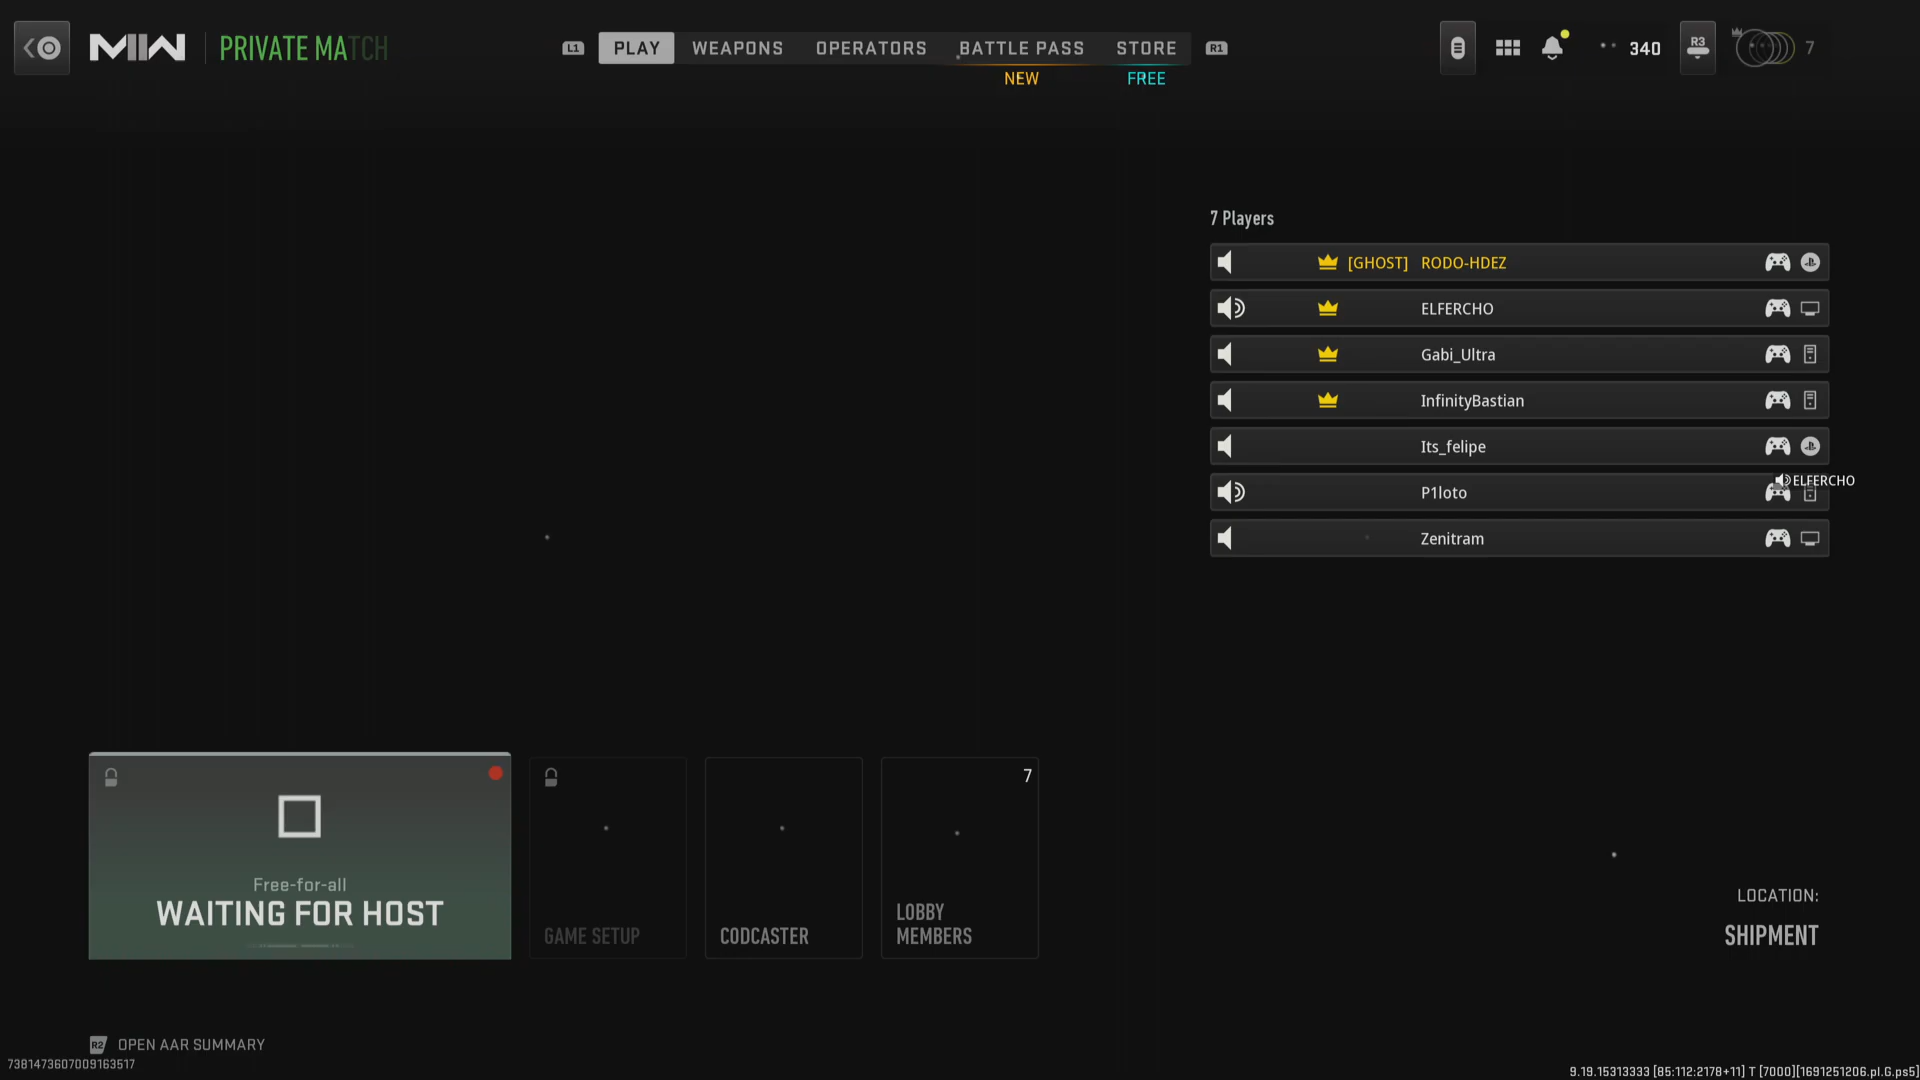 MWII PRIVATE MATCH
L1 PLAY WEAPONS OPERATORS BATTLE PASS STORE R1
NEW FREE
340 R3 7
7 Players
[GHOST] RODO-HDEZ
ELFERCHO
Gabi_Ultra
InfinityBastian
Its_felipe
ELFERCHO
P1loto
Zenitram
7
Free-for-all
WAITING FOR HOST
GAME SETUP
CODCASTER
LOBBY
MEMBERS
LOCATION:
SHIPMENT
R2 OPEN AAR SUMMARY
7381473607009163517
9.19.15313333 [85:112:2178+11] T [7000][1691251206.pl.G.ps5]